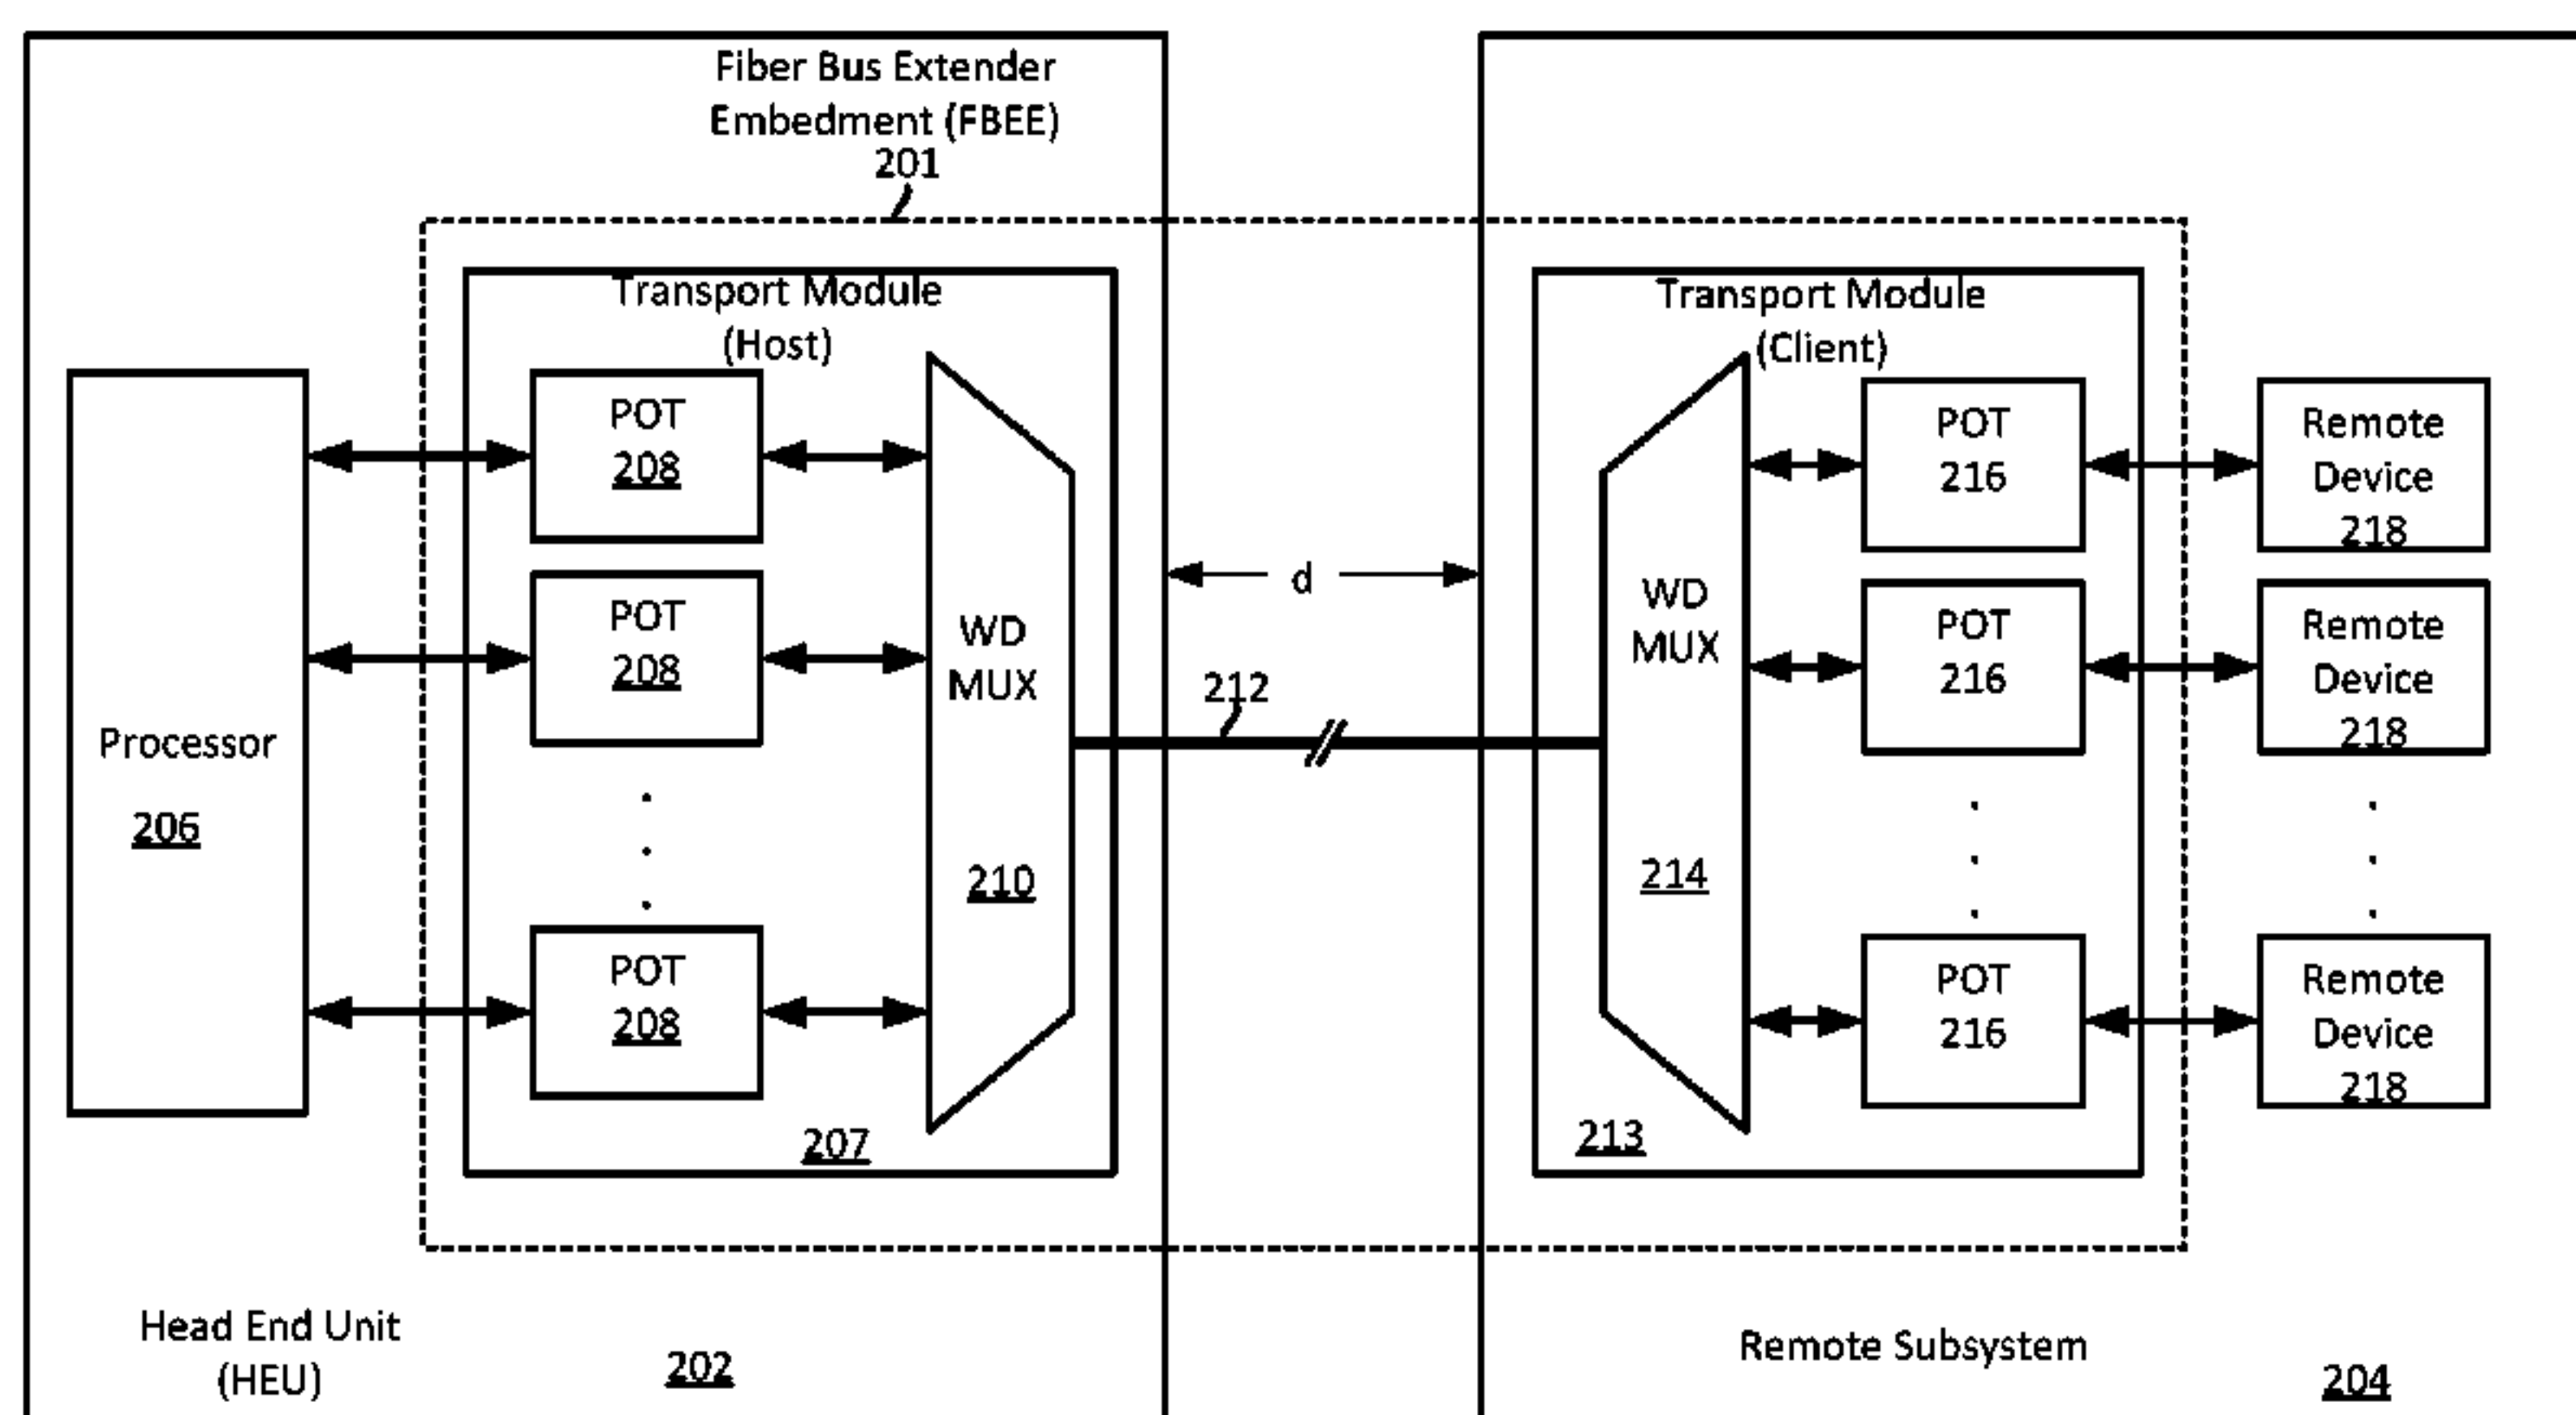 Fiber Bus Extender
Embedment (FBEE)
201
Transport Module
(Host)
Transport Module
(Client)
Processor
206
POT
208
POT
208
.
.
.
POT
208
WD
MUX
210
207
d
212
WD
MUX
214
213
POT
216
POT
216
.
.
.
POT
216
Remote
Device
218
Remote
Device
218
.
.
.
Remote
Device
218
Head End Unit
(HEU)
202
Remote Subsystem
204